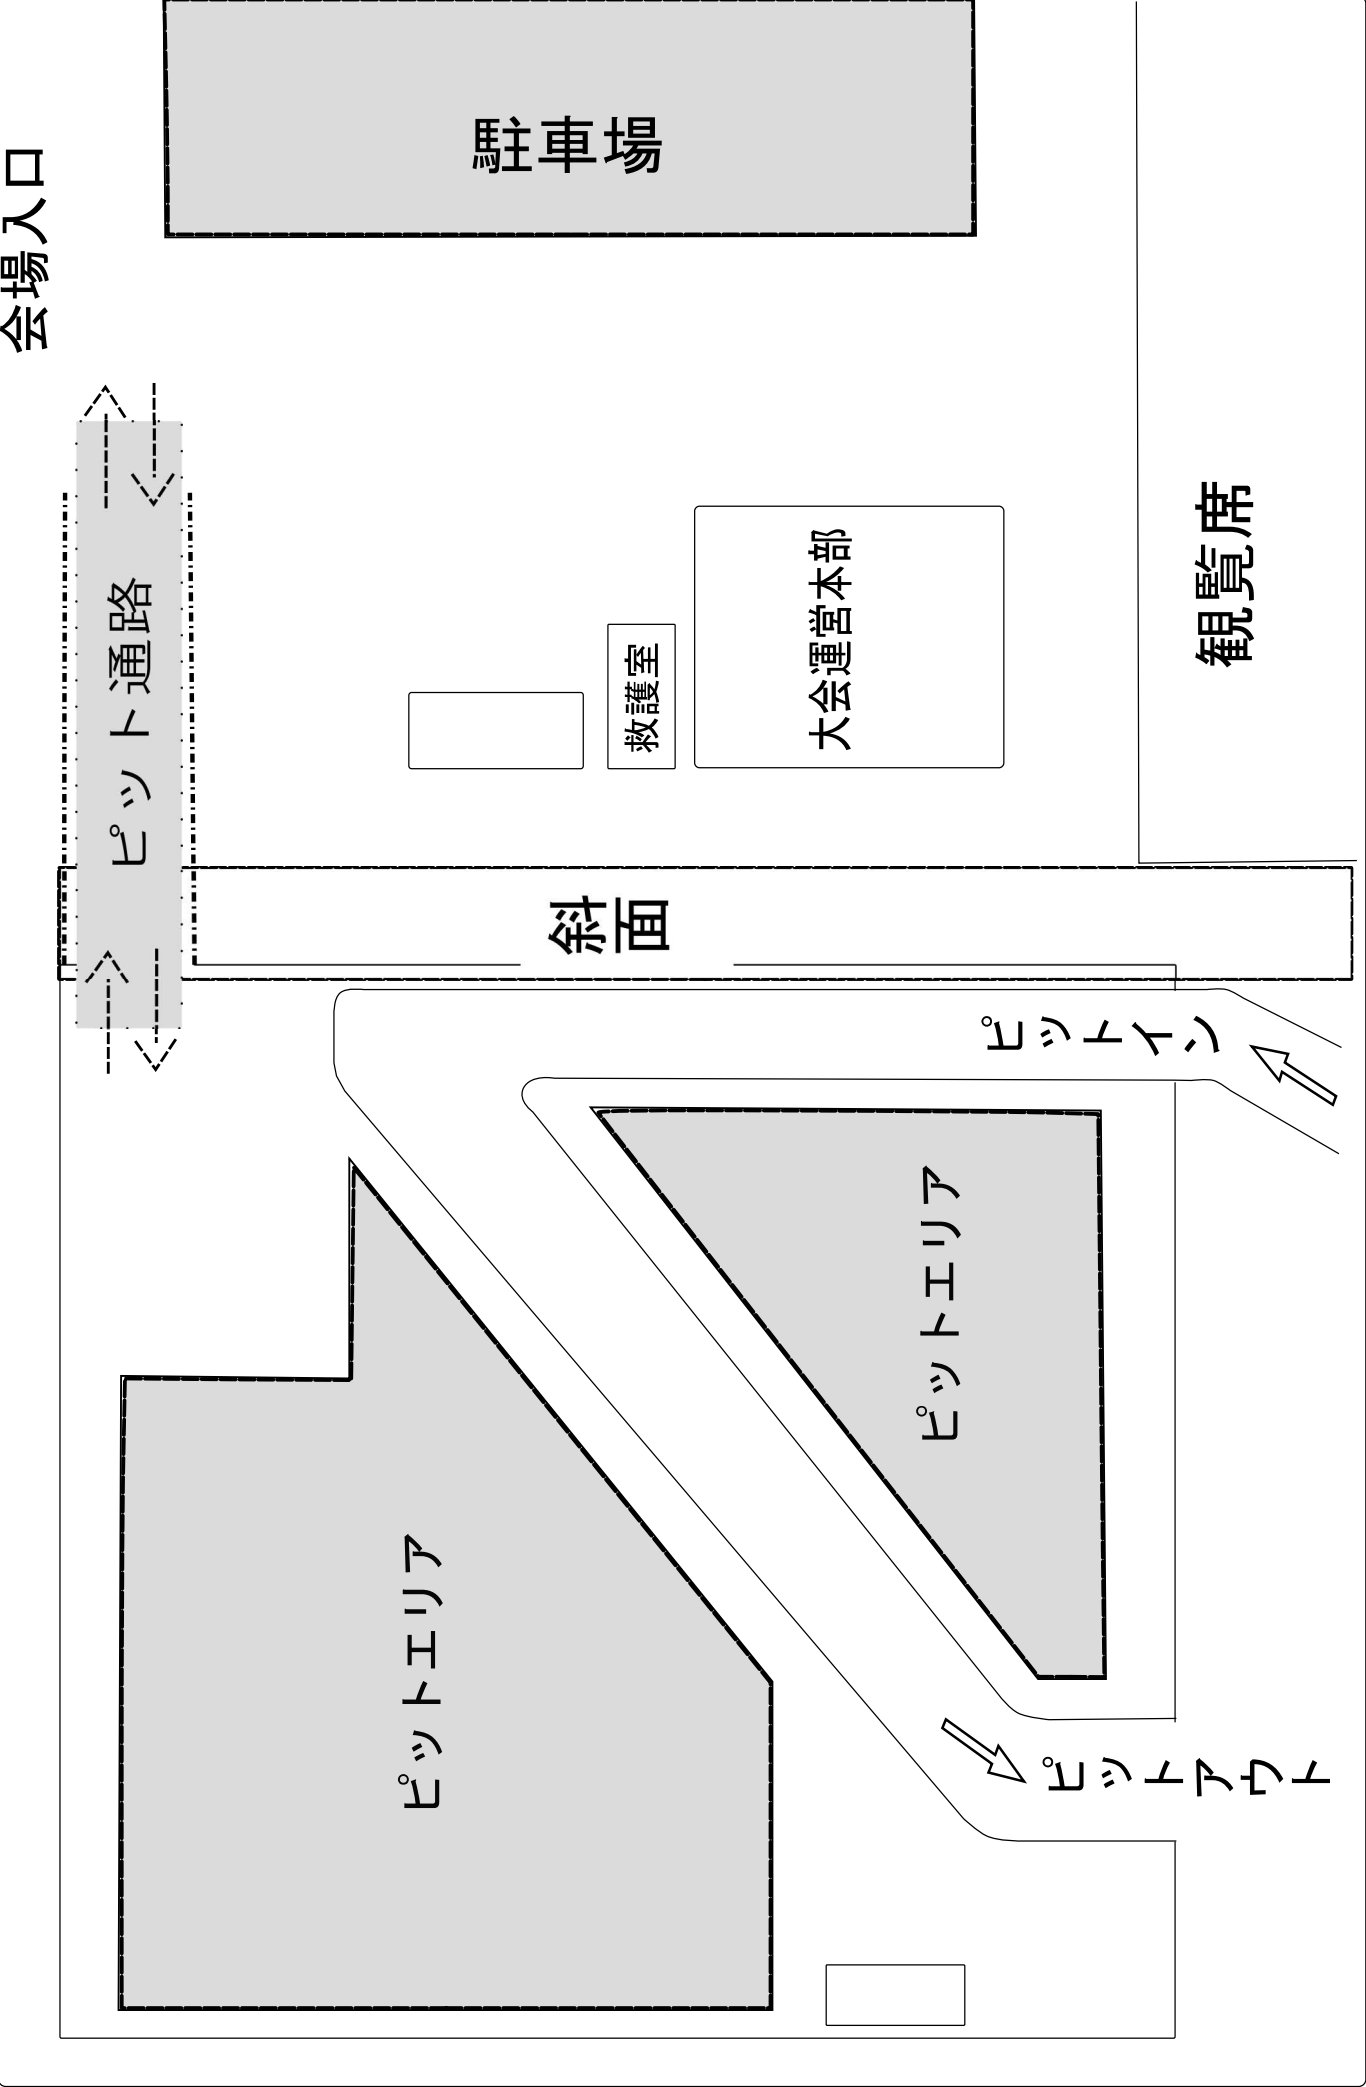 駐車場
会場入口
ピット通路
救護室
大会運営本部
観覧席
斜面
ピットイン
ピットエリア
ピットエリア
ピットアウト